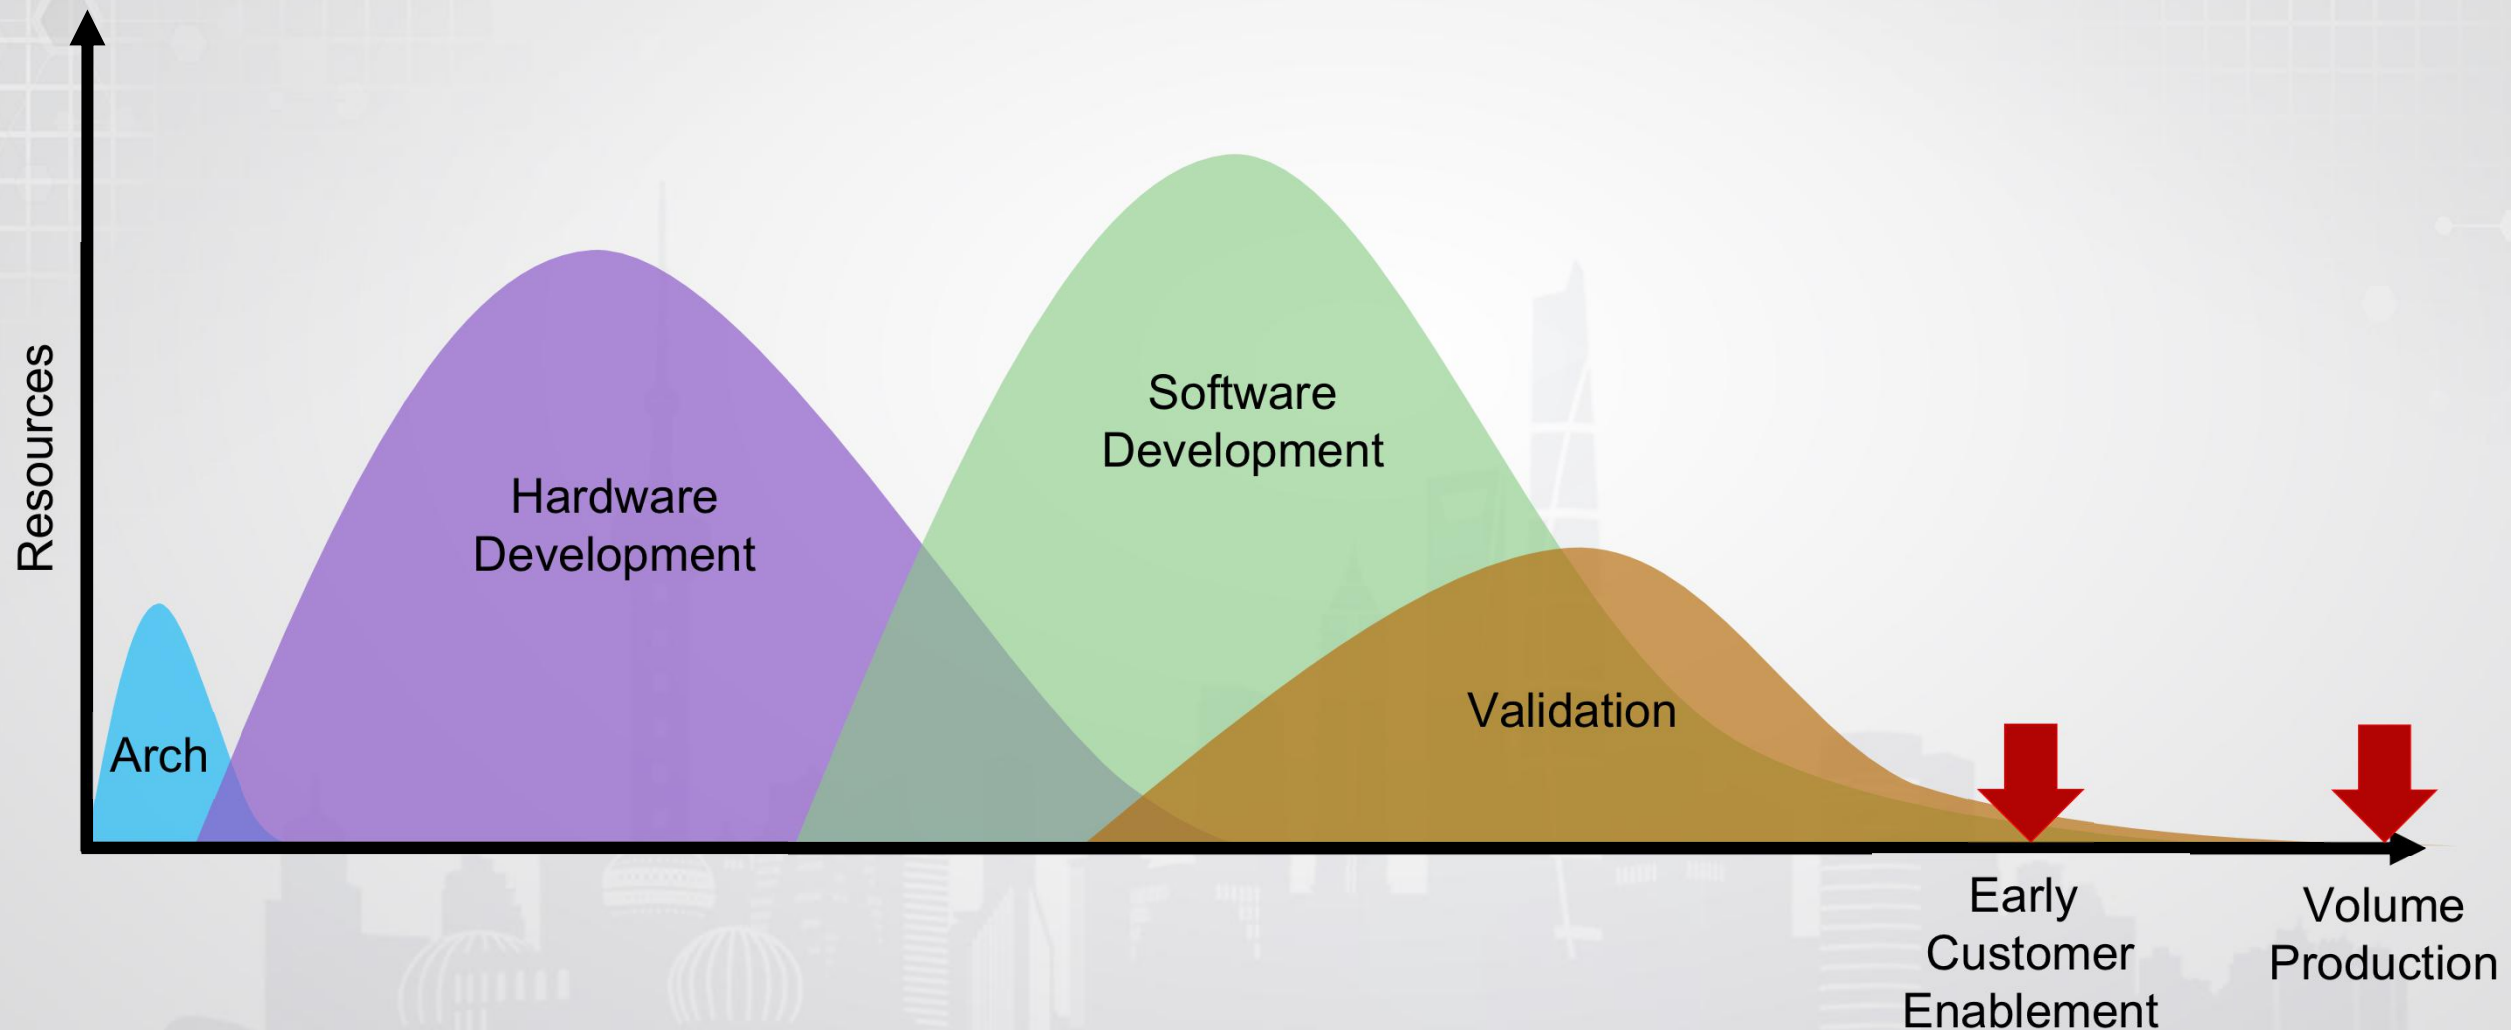 Resources
Arch
Hardware
Development
Software
Development
Validation
Early
Customer
Enablement
Volume
Production